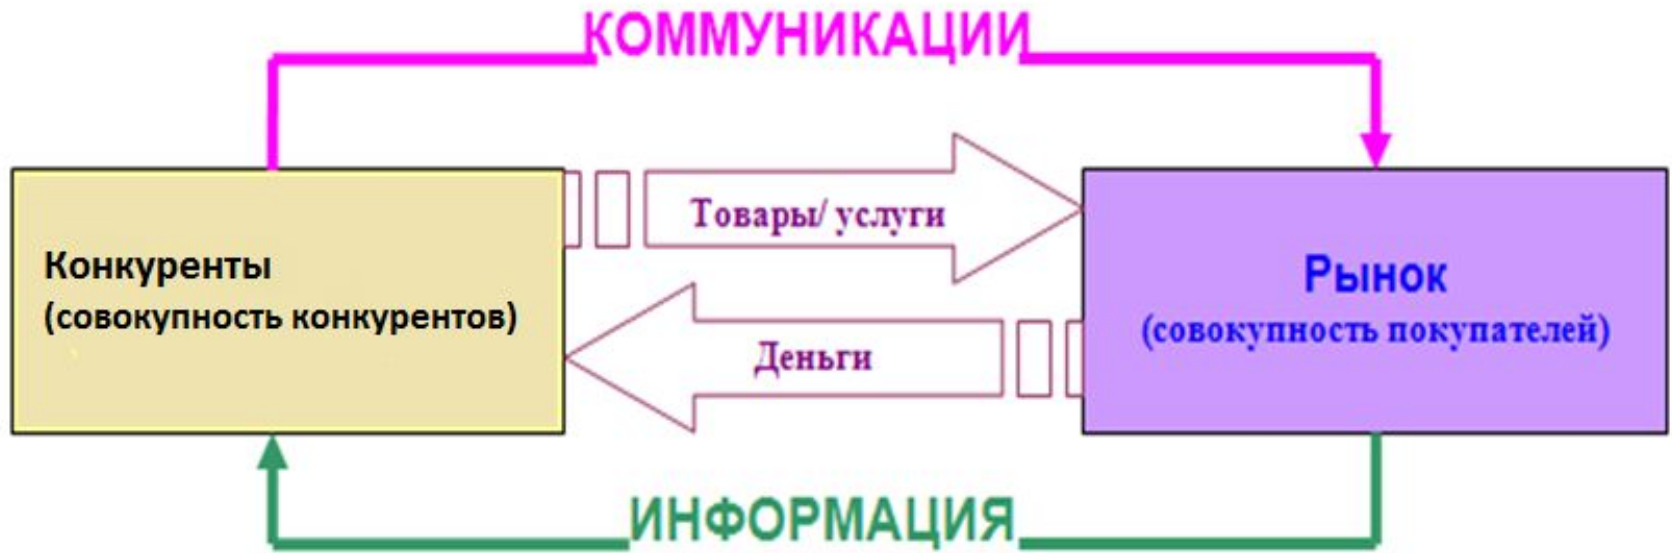 КОММУНИКАЦИИ
Товары/ услуги
Конкуренты
(совокупность конкурентов)
Рынок
(совокупность покупателей)
Деньги
ИНФОРМАЦИЯ